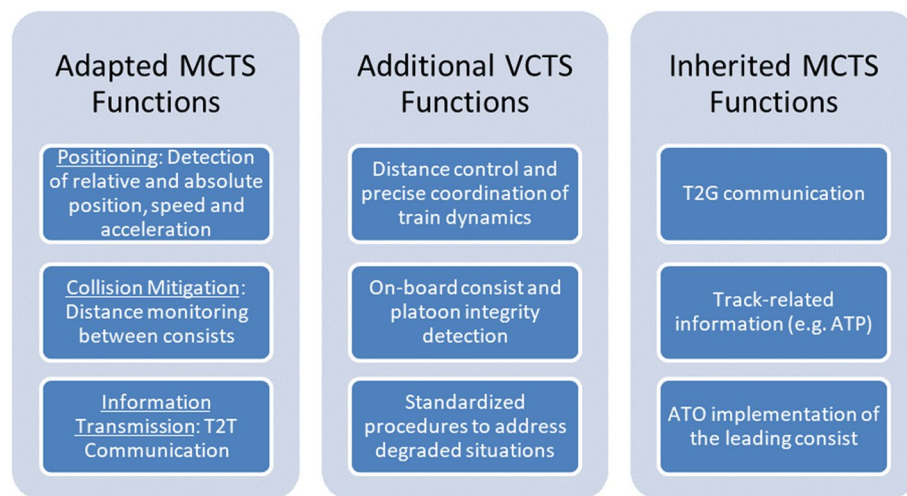 Adapted MCTS
Functions
Positioning: Detection
of relative and absolute
position, speed and
acceleration
Collision Mitigation:
Distance monitoring
between consists
Information
Transmission: T2T
Communication
Additional VCTS
Functions
Distance control and
precise coordination of
train dynamics
On-board consist and
platoon integrity
detection
Standardized
procedures to address
degraded situations
Inherited MCTS
Functions
T2G communication
Track-related
information (e.g. ATP)
ATO implementation of
the leading consist